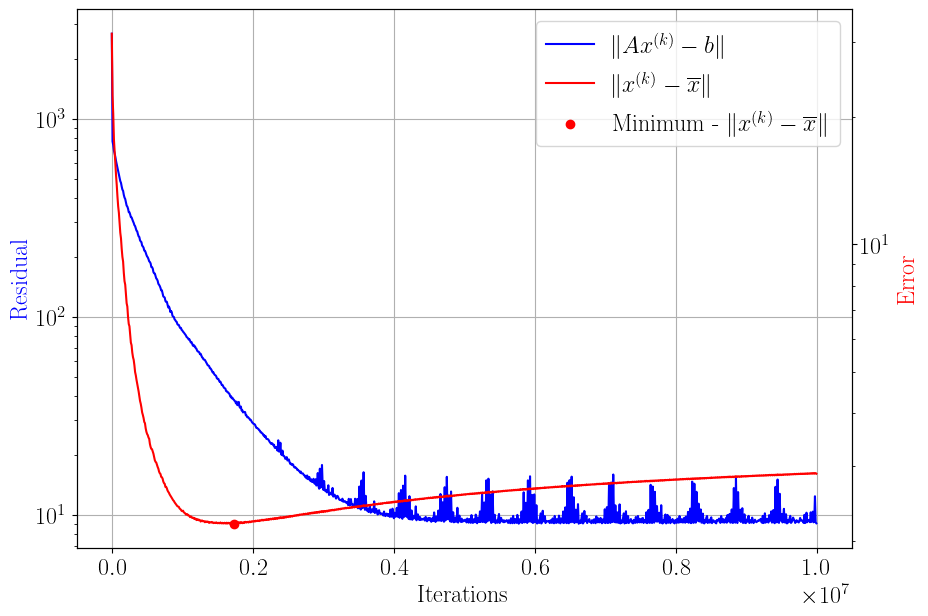 ‖Ax^(k) − b‖
‖x^(k) − x̅‖
Minimum - ‖x^(k) − x̅‖
10^3
10^2
10^1
Residual
10^1
Error
0.0 0.2 0.4 0.6 0.8 1.0
Iterations
×10^7